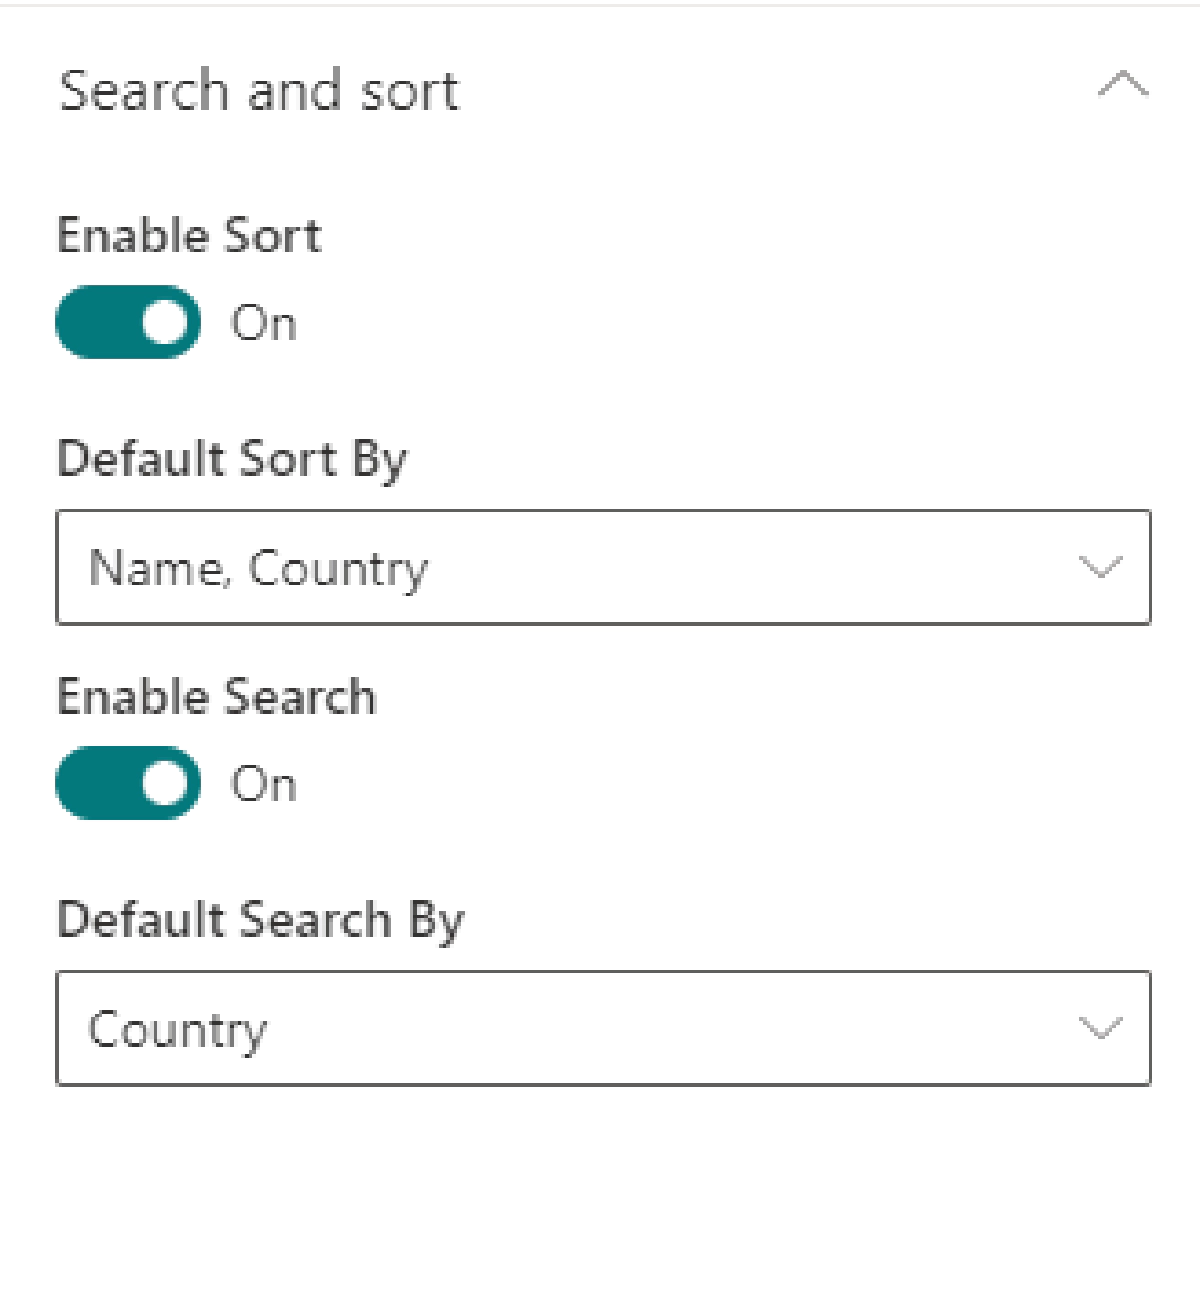 Search and sort
Enable Sort
On
Default Sort By
Name, Country
Enable Search
On
Default Search By
Country